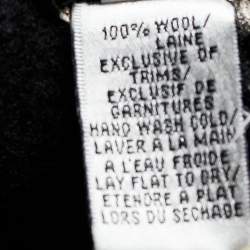 100% WOOL/
LAINE
EXCLUSIVE OF
TRIMS/
EXCLUSIF DE
GARNITURES
HAND WASH COLD/
LAVER À LA MAIN
À L'EAU FROIDE
LAY FLAT TO DRY/
ETENDRE À PLAT
LORS DU SECHAGE